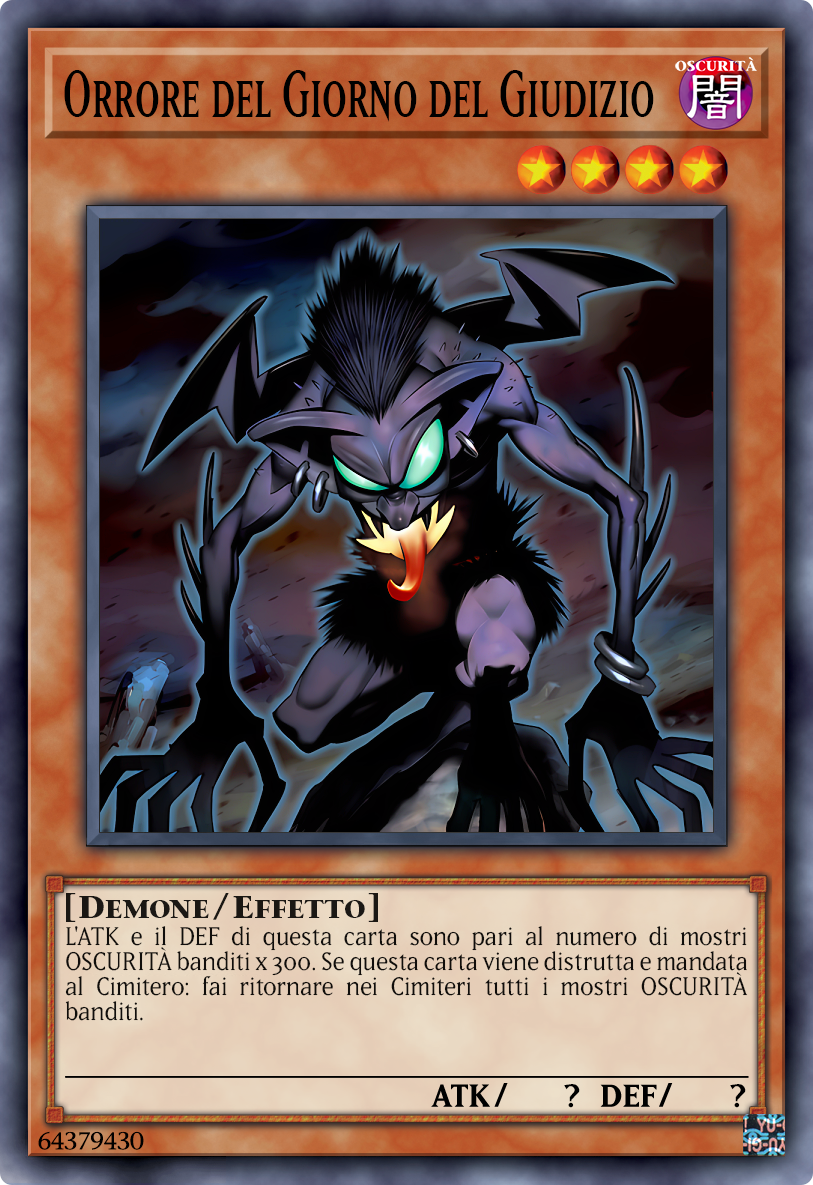 Orrore del Giorno del Giudizio
OSCURITÀ
闇
[Demone/Effetto]
L'ATK e il DEF di questa carta sono pari al numero di mostri
OSCURITÀ banditi x 300. Se questa carta viene distrutta e mandata
al Cimitero: fai ritornare nei Cimiteri tutti i mostri OSCURITÀ
banditi.
ATK/ ? DEF/ ?
64379430